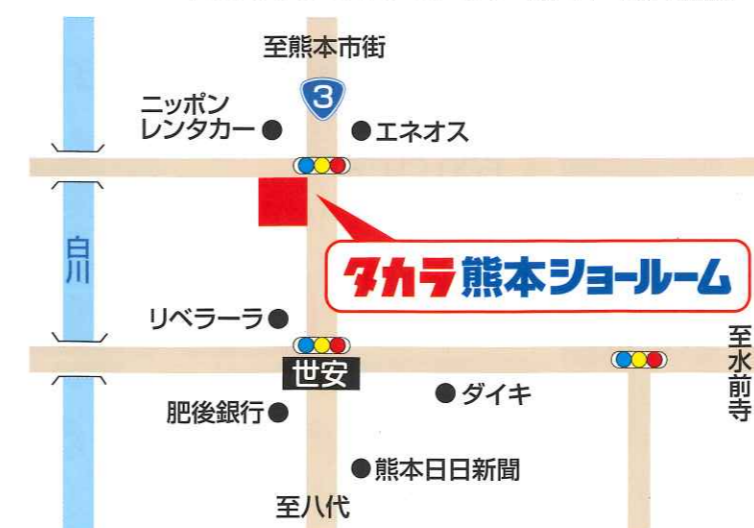 至熊本市街
3
ニッポン
レンタカー
エネオス
白川
タカラ熊本ショールーム
リベラーラ
世安
至水前寺
肥後銀行
ダイキ
熊本日日新聞
至八代